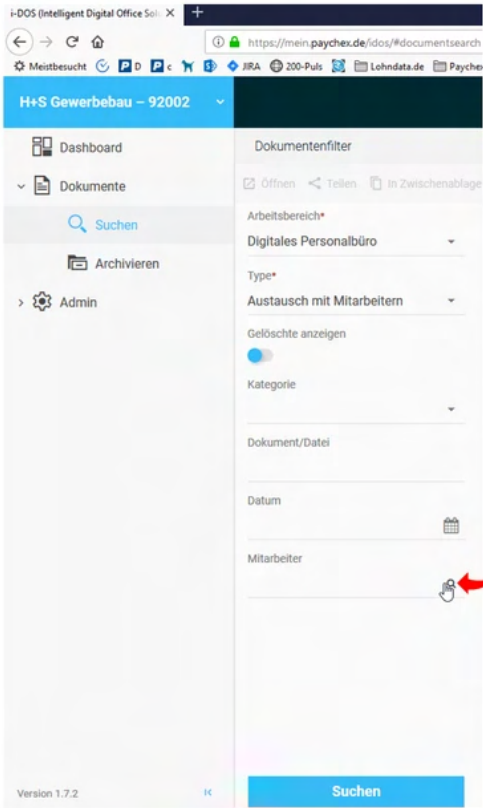 i-DOS (Intelligent Digital Office Sol
https://mein.paychex.de/idos/#documentsearch
Meistbesucht P D P c JIRA 200-Puls Lohndata.de Payche
H+S Gewerbebau – 92002
Dashboard
Dokumente
Suchen
Archivieren
Admin
Version 1.7.2
Dokumentenfilter
Öffnen Teilen In Zwischenablage
Arbeitsbereich*
Digitales Personalbüro
Type*
Austausch mit Mitarbeitern
Gelöschte anzeigen
Kategorie
Dokument/Datei
Datum
Mitarbeiter
Suchen